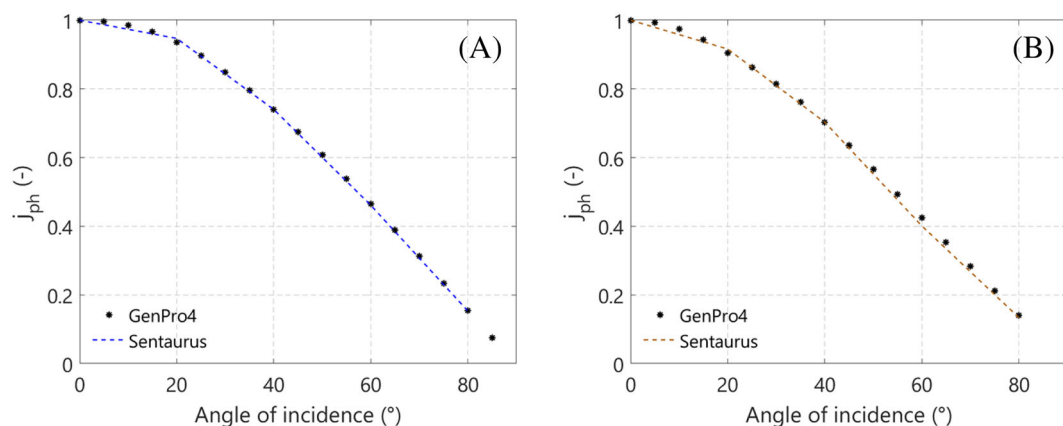 (A)
1
0.8
0.6
0.4
0.2
0
j_ph (-)
GenPro4
Sentaurus
0 20 40 60 80
Angle of incidence (°)
(B)
1
0.8
0.6
0.4
0.2
0
j_ph (-)
GenPro4
Sentaurus
0 20 40 60 80
Angle of incidence (°)